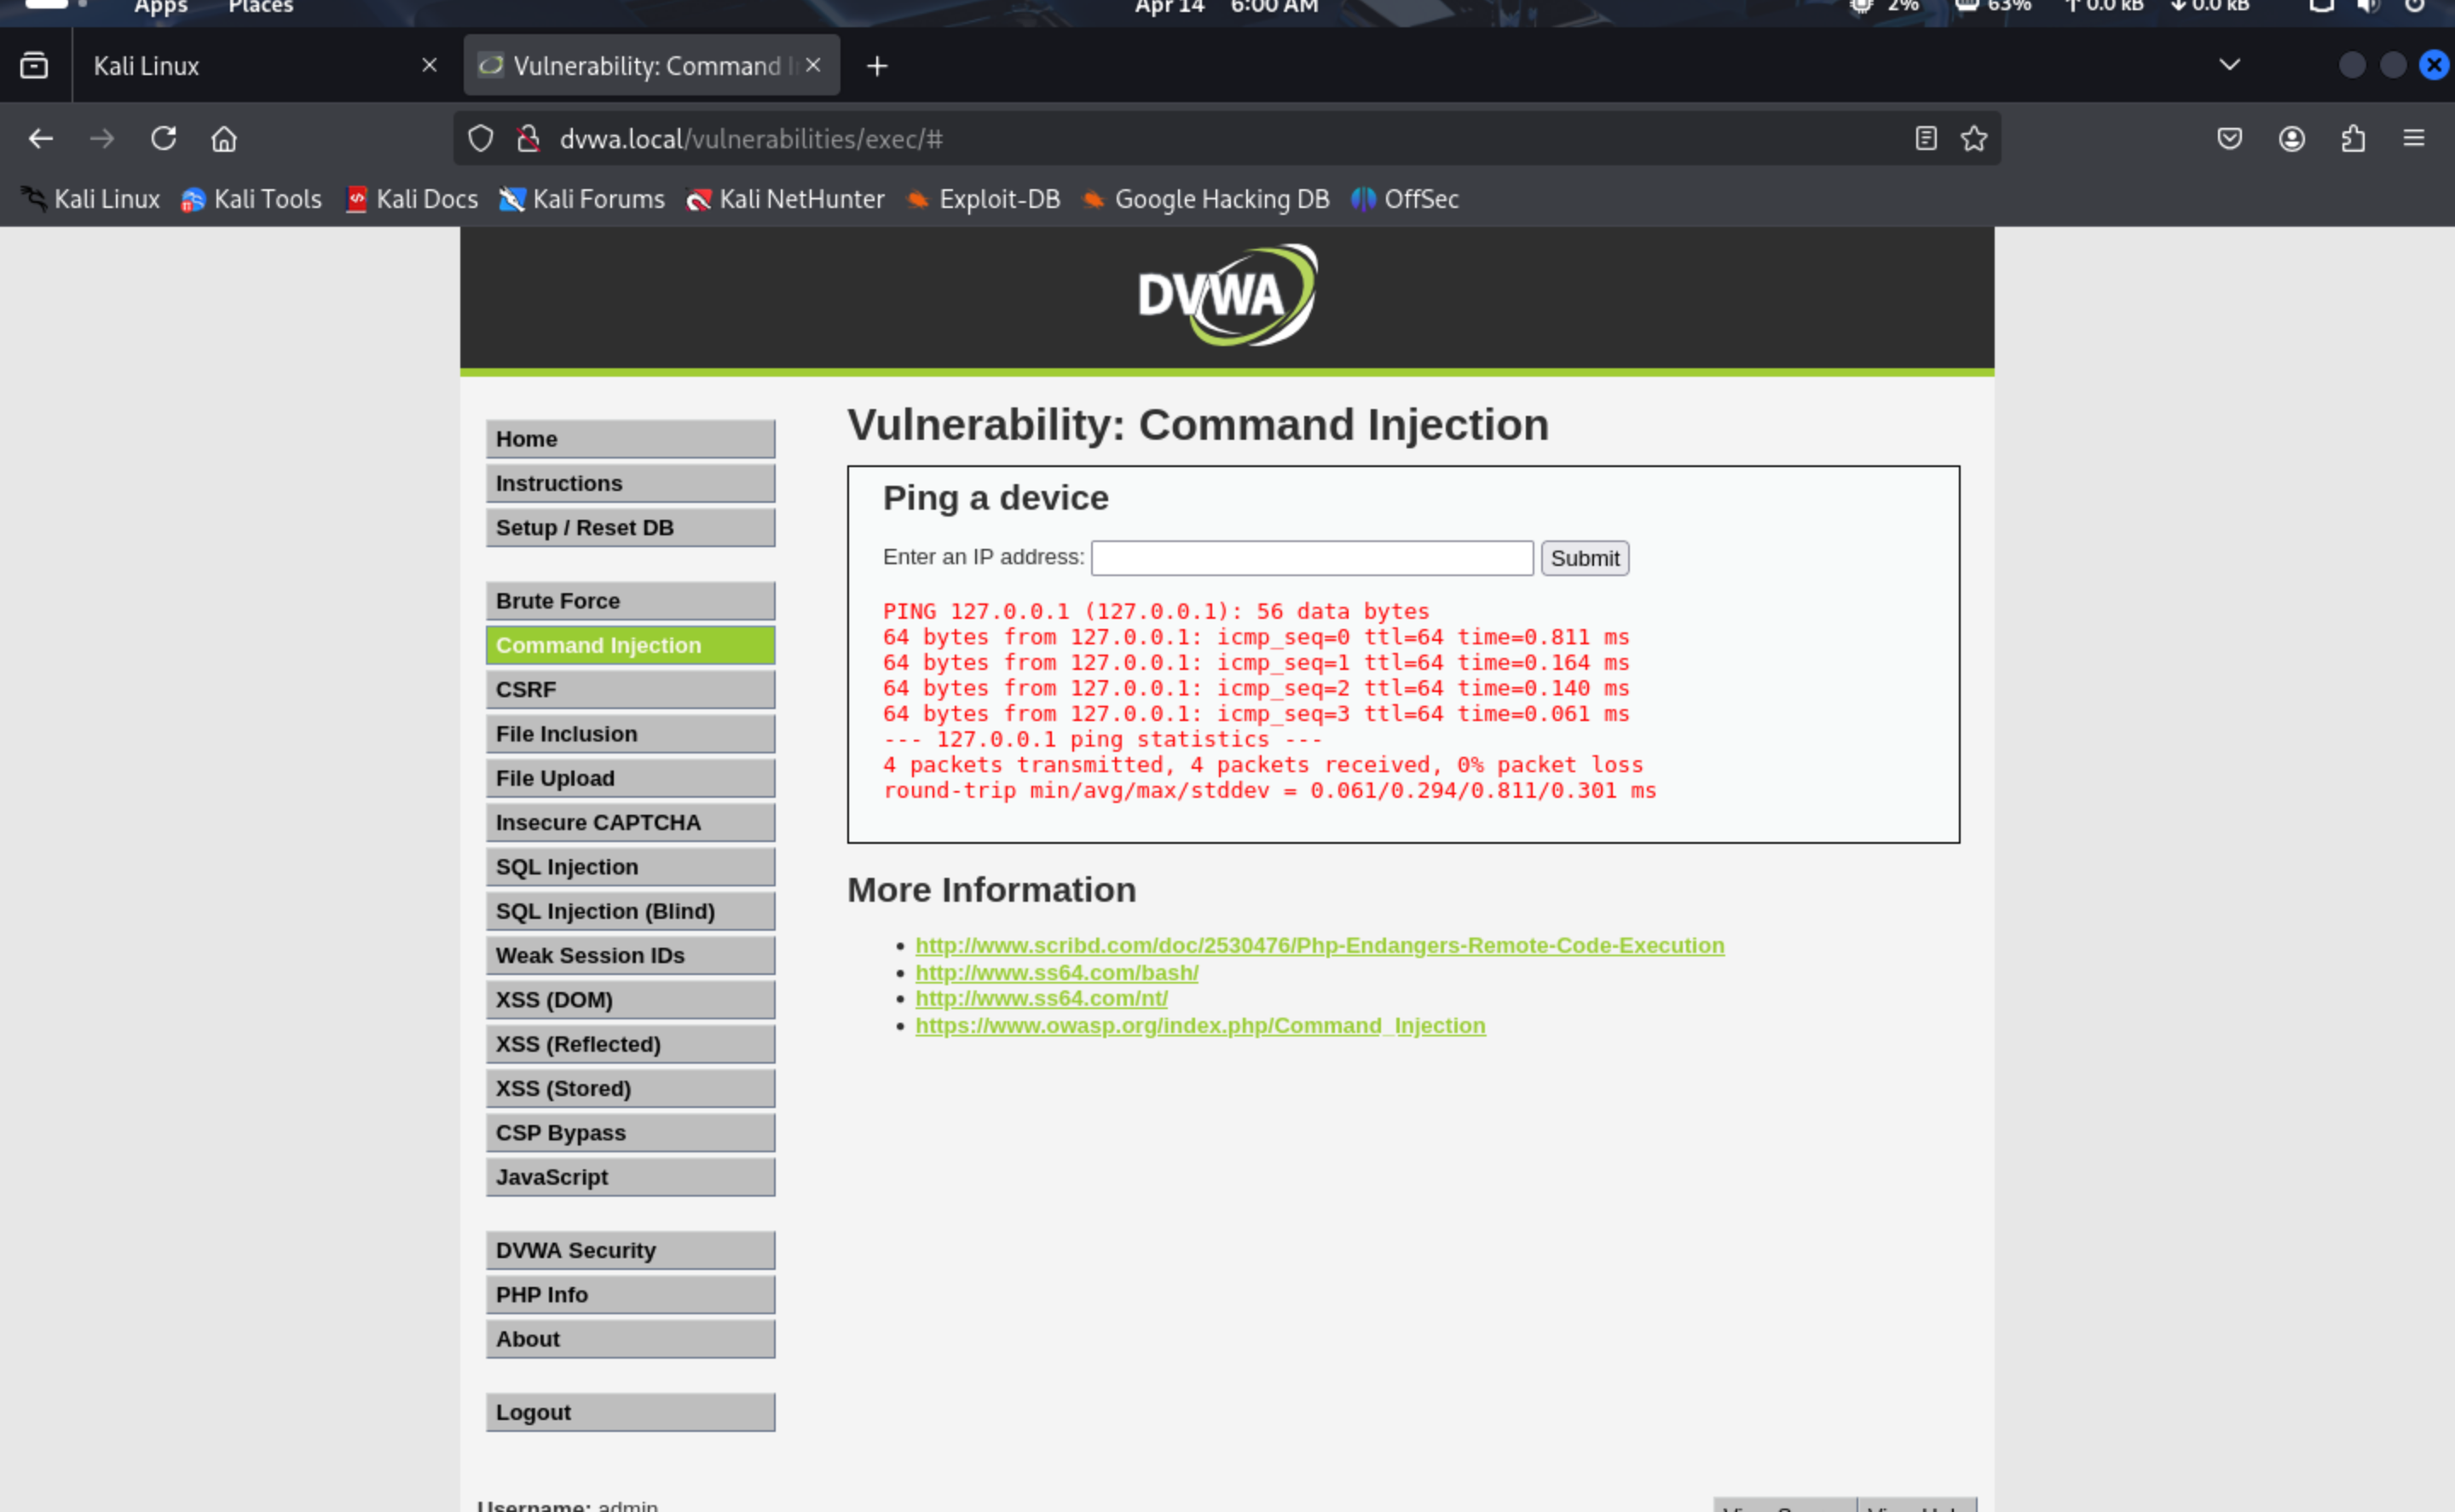 Apps Places Apr 14 6:00 AM 2% 63% ↑ 0.0 kB ↓ 0.0 kB
Kali Linux × Vulnerability: Command × +
dvwa.local/vulnerabilities/exec/#
Kali Linux Kali Tools Kali Docs Kali Forums Kali NetHunter Exploit-DB Google Hacking DB OffSec
DVWA
Home
Instructions
Setup / Reset DB
Brute Force
Command Injection
CSRF
File Inclusion
File Upload
Insecure CAPTCHA
SQL Injection
SQL Injection (Blind)
Weak Session IDs
XSS (DOM)
XSS (Reflected)
XSS (Stored)
CSP Bypass
JavaScript
DVWA Security
PHP Info
About
Logout
Vulnerability: Command Injection
Ping a device
Enter an IP address: Submit
PING 127.0.0.1 (127.0.0.1): 56 data bytes
64 bytes from 127.0.0.1: icmp_seq=0 ttl=64 time=0.811 ms
64 bytes from 127.0.0.1: icmp_seq=1 ttl=64 time=0.164 ms
64 bytes from 127.0.0.1: icmp_seq=2 ttl=64 time=0.140 ms
64 bytes from 127.0.0.1: icmp_seq=3 ttl=64 time=0.061 ms
--- 127.0.0.1 ping statistics ---
4 packets transmitted, 4 packets received, 0% packet loss
round-trip min/avg/max/stddev = 0.061/0.294/0.811/0.301 ms
More Information
http://www.scribd.com/doc/2530476/Php-Endangers-Remote-Code-Execution
http://www.ss64.com/bash/
http://www.ss64.com/nt/
https://www.owasp.org/index.php/Command_Injection
Username: admin